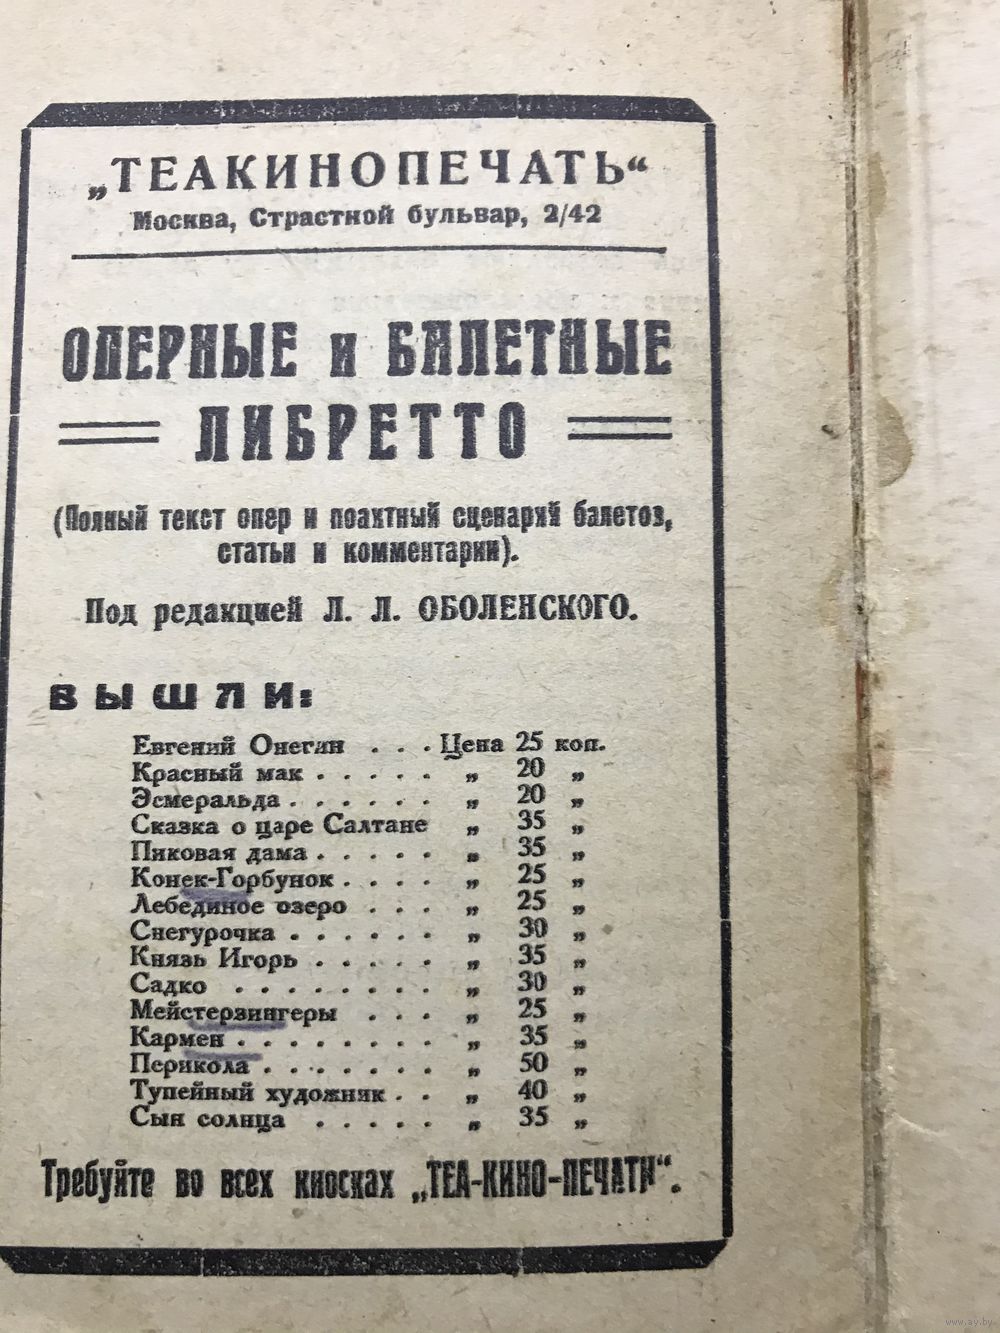 „ТЕАКИНОПЕЧАТЬ“
Москва, Страстной бульвар, 2/42
ОПЕРНЫЕ и БАЛЕТНЫЕ
ЛИБРЕТТО
(Полный текст опер и поактный сценарий балетов,
статьи и комментарии).
Под редакцией Л. Л. ОБОЛЕНСКОГО.
ВЫШЛИ:
Евгений Онегин . . . Цена 25 коп.
Красный мак . . . . . „ 20 „
Эсмеральда . . . . . . „ 20 „
Сказка о царе Салтане „ 35 „
Пиковая дама . . . . . „ 35 „
Конек-Горбунок . . . . „ 25 „
Лебединое озеро . . . „ 25 „
Снегурочка . . . . . . „ 30 „
Князь Игорь . . . . . „ 35 „
Садко . . . . . . . . „ 30 „
Мейстерзингеры . . . „ 25 „
Кармен . . . . . . . . „ 35 „
Перикола . . . . . . . „ 50 „
Тупейный художник . . „ 40 „
Сын солнца . . . . . „ 35 „
Требуйте во всех киосках „ТЕА-КИНО-ПЕЧАТИ“.
www.ay.by